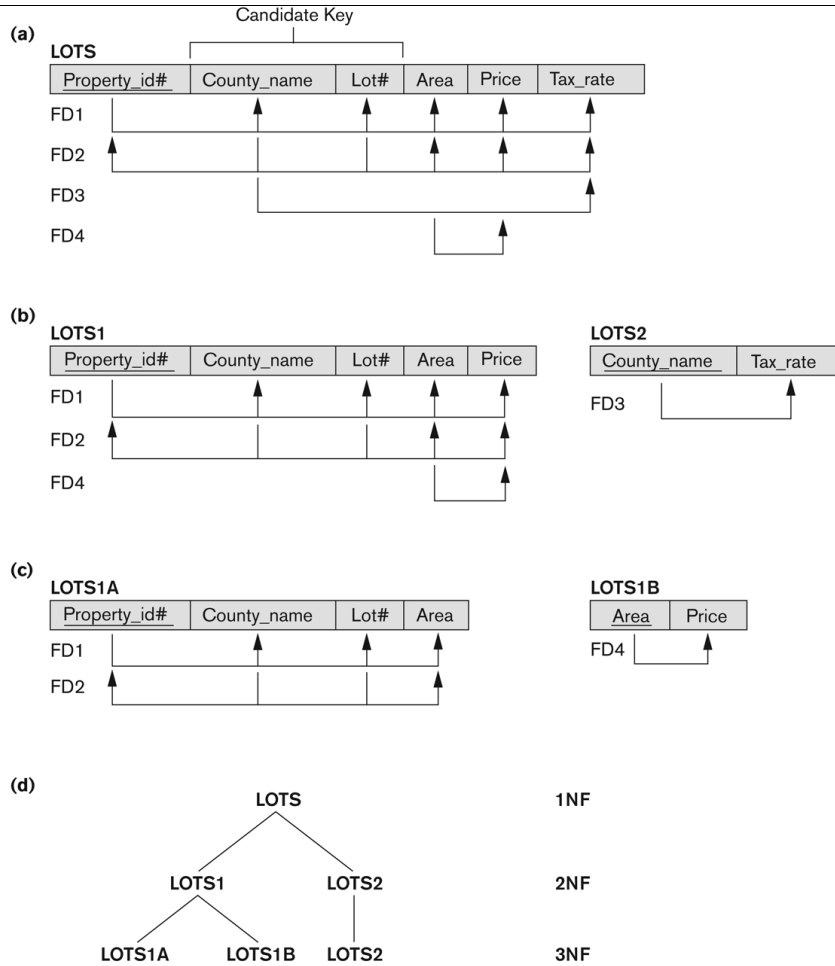 Candidate Key
(a)
LOTS
Property_id# County_name Lot# Area Price Tax_rate
FD1
FD2
FD3
FD4
(b)
LOTS1
Property_id# County_name Lot# Area Price
FD1
FD2
FD4
LOTS2
County_name Tax_rate
FD3
(c)
LOTS1A
Property_id# County_name Lot# Area
FD1
FD2
LOTS1B
Area Price
FD4
(d)
LOTS 1NF
LOTS1 LOTS2 2NF
LOTS1A LOTS1B LOTS2 3NF